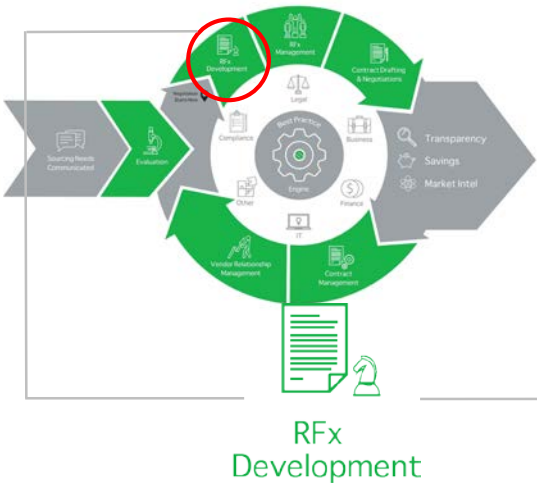 RFx
Development
RFx
Management
Contract Drafting
& Negotiations
Negotiation
Legal
Best Practice
Engine
Compliance
Business
Sourcing Needs
Communicated
Evaluation
Transparency
Savings
Market Intel
Other
Finance
IT
Vendor Relationship
Management
Contract
Management
RFx
Development